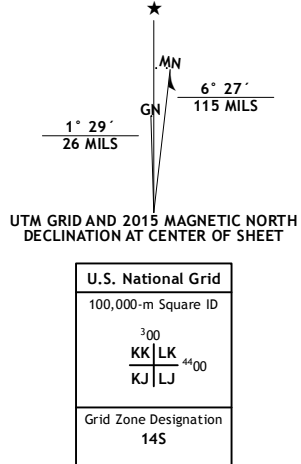 ★
MN
GN
6° 27´
115 MILS
1° 29´
26 MILS
UTM GRID AND 2015 MAGNETIC NORTH
DECLINATION AT CENTER OF SHEET
U.S. National Grid
100,000-m Square ID
³00
KK LK
⁴⁴00
KJ LJ
Grid Zone Designation
14S